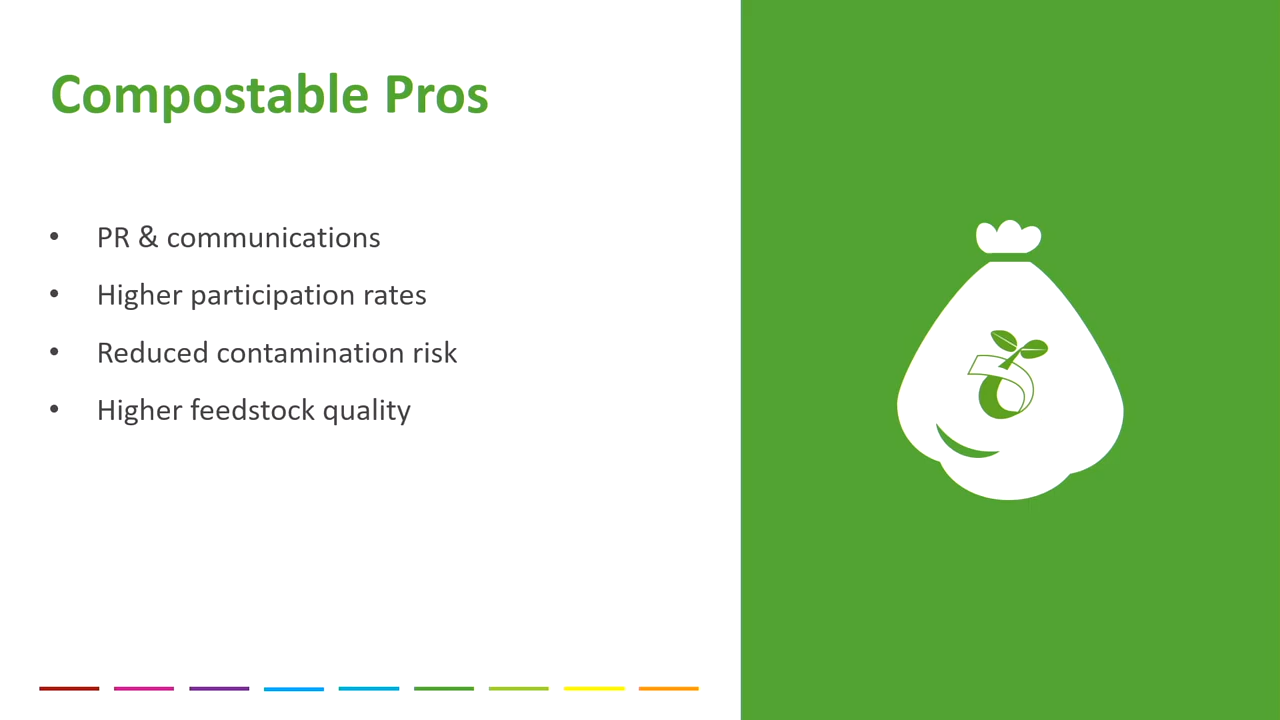 Compostable Pros
• PR & communications
• Higher participation rates
• Reduced contamination risk
• Higher feedstock quality